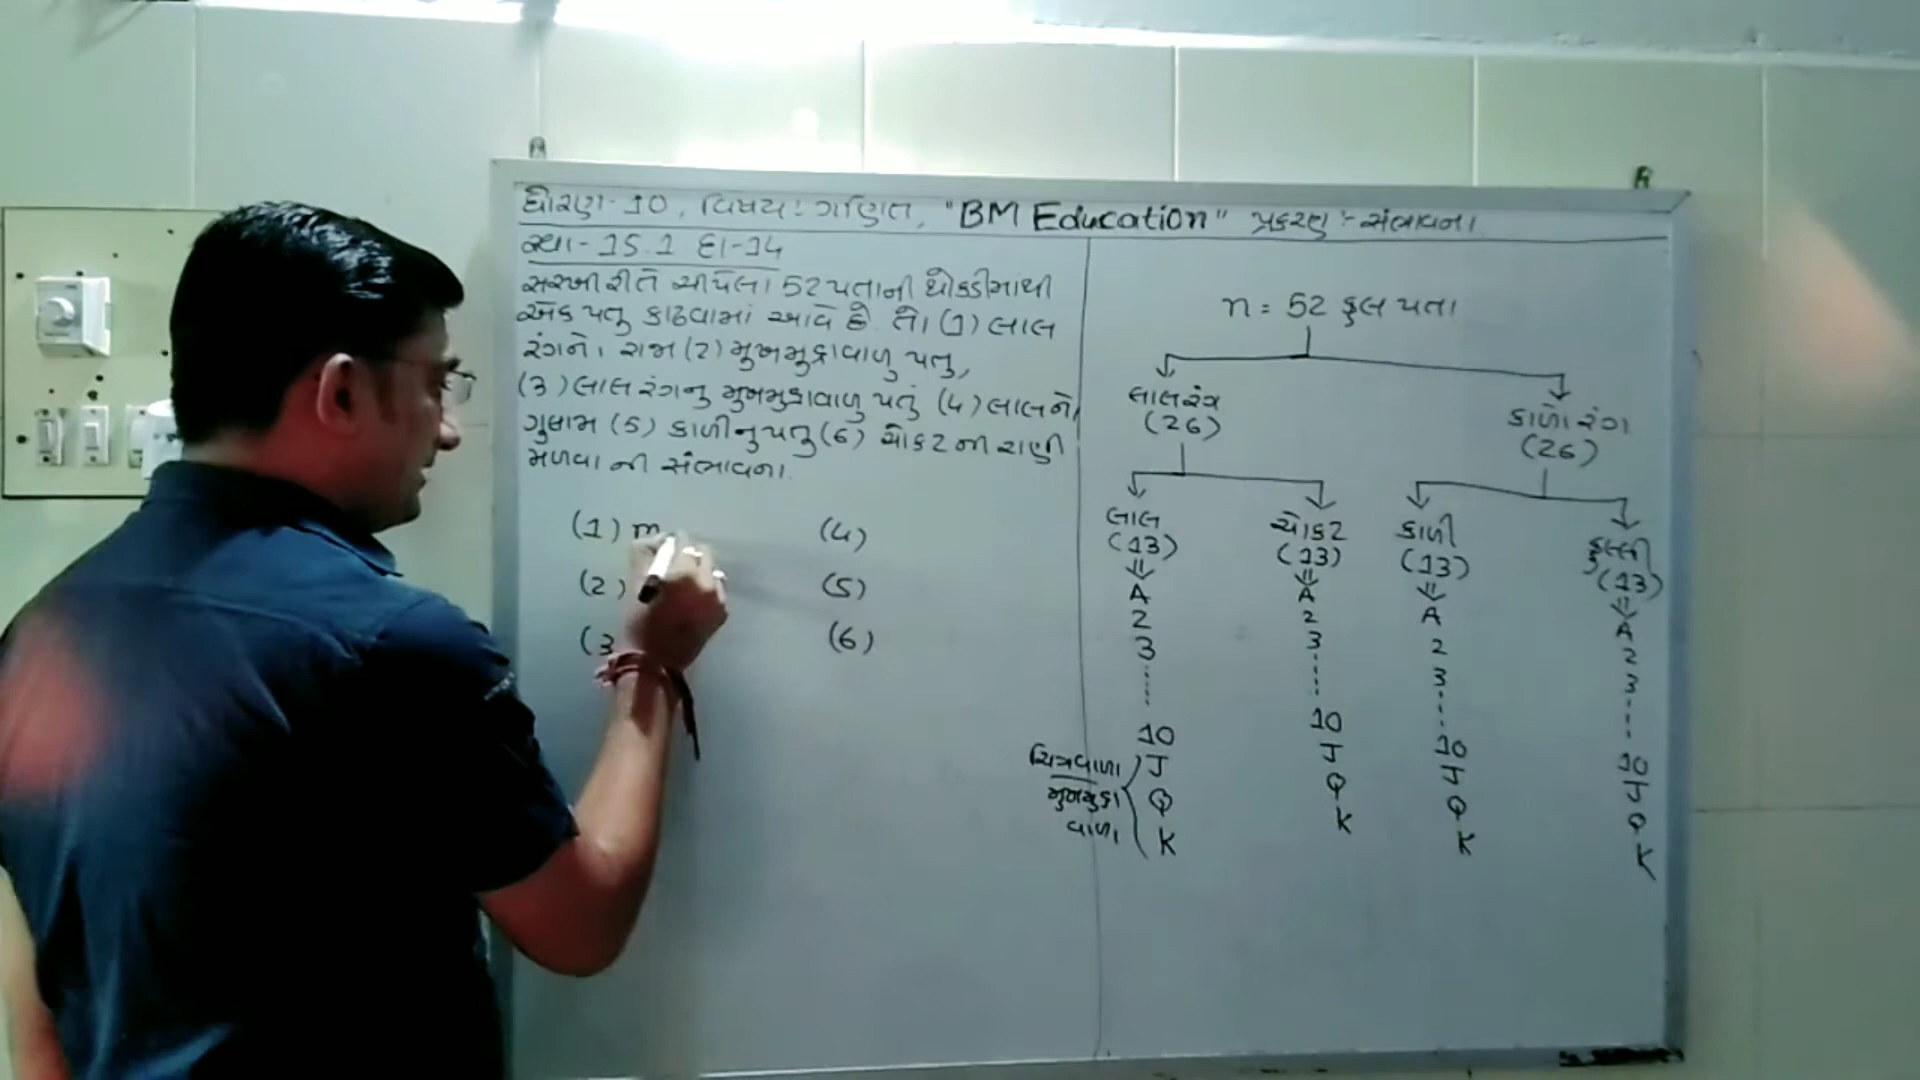 ધોરણ-10, વિષય: ગણિત, "BM Education" પ્રકરણ :- સંભાવના
સ્વા-15.1 દા-14
સરખી રીતે ચીપેલા 52 પતાની થોકડીમાંથી
એક પતુ કાઢવામાં આવે છે. તો (1) લાલ
રંગનો રાજા (2) મુખમુદ્રાવાળુ પતુ,
(3) લાલ રંગનુ મુખમુદ્રાવાળુ પતું (4) લાલનો
ગુલામ (5) કાળીનુ પતુ (6) ચોકટ ની રાણી
મળવા ની સંભાવના.
(1) m
(2)
(3
(4)
(5)
(6)
n = 52 કુલ પતા
લાલ રંગ
(26)
કાળો રંગ
(26)
લાલ
(13)
A
2
3
10
J
Q
K
ચિત્રવાળા
મુખમુદ્રા
વાળા
ચોકટ
(13)
A
2
3
10
J
Q
K
કાળી
(13)
A
2
3
10
J
Q
K
ફુલ્લી
(13)
A
2
3
10
J
Q
K